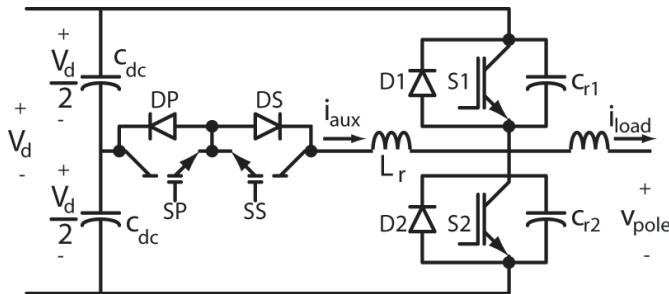 +
V_d
2
-
C_dc
+
V_d
-
+
V_d
2
-
C_dc
DP
DS
SP
SS
i_aux
L_r
D1
S1
C_r1
i_load
D2
S2
C_r2
+
v_pole
-